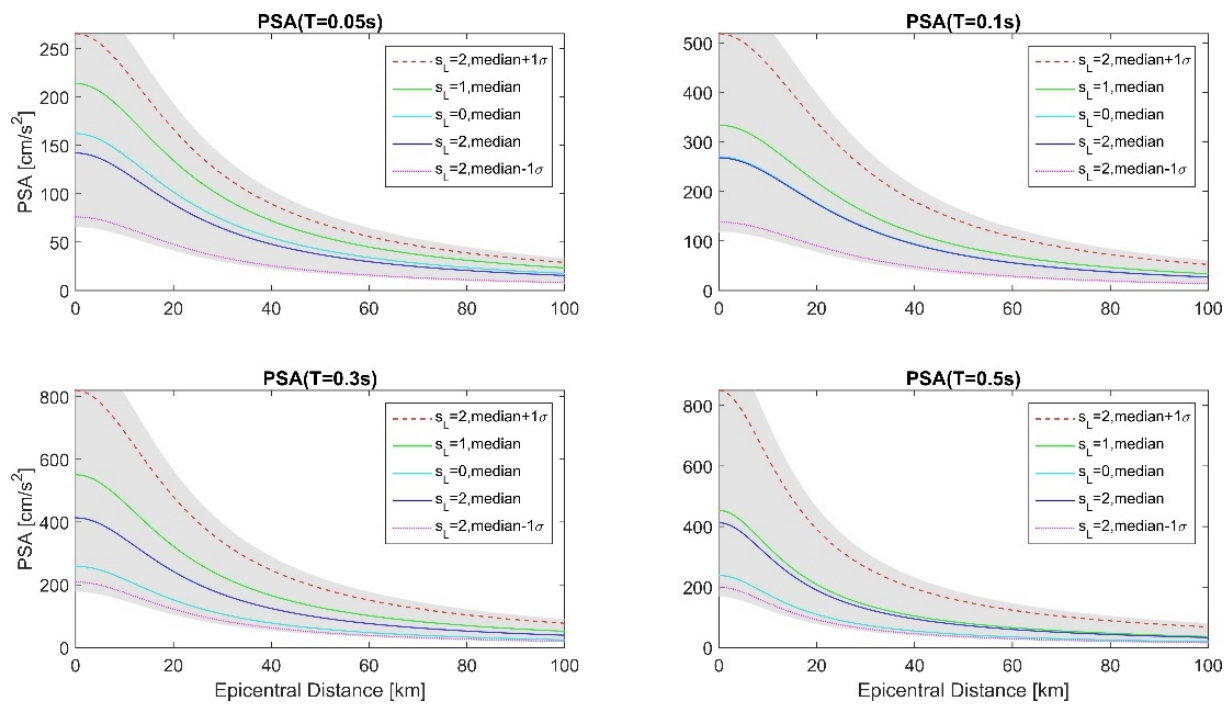 PSA(T=0.05s)
PSA [cm/s²]
250
200
150
100
50
0
s_L=2,median+1σ
s_L=1,median
s_L=0,median
s_L=2,median
s_L=2,median-1σ
0 20 40 60 80 100
PSA(T=0.1s)
500
400
300
200
100
0
s_L=2,median+1σ
s_L=1,median
s_L=0,median
s_L=2,median
s_L=2,median-1σ
0 20 40 60 80 100
PSA(T=0.3s)
PSA [cm/s²]
800
600
400
200
0
s_L=2,median+1σ
s_L=1,median
s_L=0,median
s_L=2,median
s_L=2,median-1σ
0 20 40 60 80 100
Epicentral Distance [km]
PSA(T=0.5s)
800
600
400
200
0
s_L=2,median+1σ
s_L=1,median
s_L=0,median
s_L=2,median
s_L=2,median-1σ
0 20 40 60 80 100
Epicentral Distance [km]